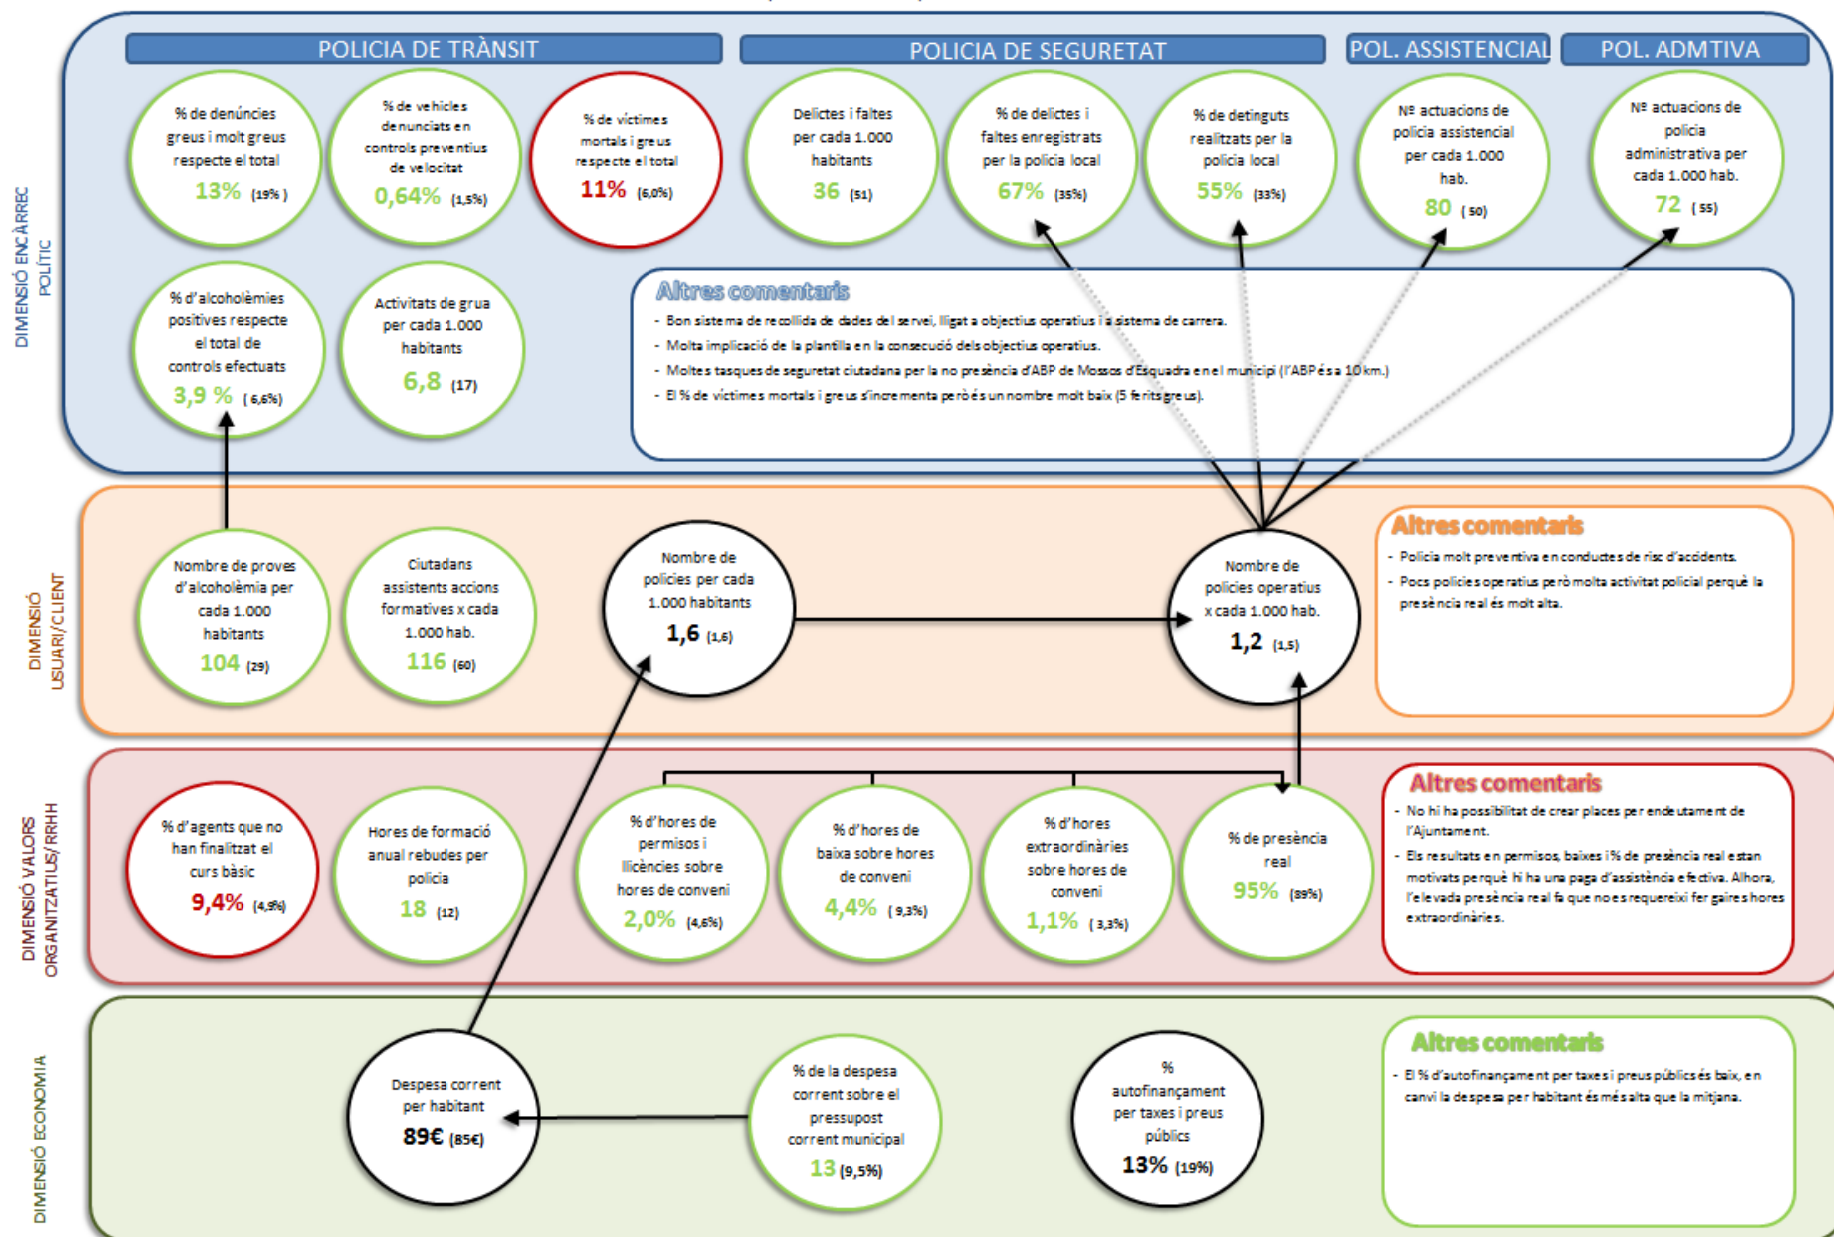 POLICIA DE TRÀNSIT
POLICIA DE SEGURETAT
POL. ASSISTENCIAL
POL. ADMTIVA
DIMENSIÓ ENCÀRREC
POLÍTIC
% de denúncies
greus i molt greus
respecte el total
13% (19% )
% de vehicles
denunciats en
controls preventius
de velocitat
0,64% (1,5%)
% de víctimes
mortals i greus
respecte el total
11% (6,0%)
Delictes i faltes
per cada 1.000
habitants
36 (51)
% de delictes i
faltes enregistrats
per la policia local
67% (35%)
% de detinguts
realitzats per la
policia local
55% (33%)
Nº actuacions de
policia assistencial
per cada 1.000
hab.
80 ( 50)
Nº actuacions de
policia
administrativa per
cada 1.000 hab.
72 ( 55)
% d'alcoholèmies
positives respecte
el total de
controls efectuats
3,9 % ( 6,6%)
Activitats de grua
per cada 1.000
habitants
6,8 (17)
Altres comentaris
- Bon sistema de recollida de dades del servei, lligat a objectius operatius i a sistema de carrera.
- Molta implicació de la plantilla en la consecució dels objectius operatius.
- Moltes tasques de seguretat ciutadana per la no presència d'ABP de Mossos d'Esquadra en el municipi (l'ABP és a 10 km.)
- El % de víctimes mortals i greus s'incrementa però és un nombre molt baix (5 ferits greus).
DIMENSIÓ
USUARI/CLIENT
Nombre de proves
d'alcoholèmia per
cada 1.000
habitants
104 (29)
Ciutadans
assistents accions
formatives x cada
1.000 hab.
116 (60)
Nombre de
policies per cada
1.000 habitants
1,6 (1,6)
Nombre de
policies operatius
x cada 1.000 hab.
1,2 (1,5)
Altres comentaris
- Policia molt preventiva en conductes de risc d'accidents.
- Pocs policies operatius però molta activitat policial perquè la
presència real és molt alta.
DIMENSIÓ VALORS
ORGANITZATIUS/RRHH
% d'agents que no
han finalitzat el
curs bàsic
9,4% (4,9%)
Hores de formació
anual rebudes per
policia
18 (12)
% d'hores de
permisos i
llicències sobre
hores de conveni
2,0% (4,6%)
% d'hores de
baixa sobre hores
de conveni
4,4% ( 9,3%)
% d'hores
extraordinàries
sobre hores de
conveni
1,1% ( 3,3%)
% de presència
real
95% (89%)
Altres comentaris
- No hi ha possibilitat de crear places per endeutament de
l'Ajuntament.
- Els resultats en permisos, baixes i % de presència real estan
motivats perquè hi ha una paga d'assistència efectiva. Alhora,
l'elevada presència real fa que no es requereixi fer gaires hores
extraordinàries.
DIMENSIÓ ECONOMIA
Despesa corrent
per habitant
89€ (85€)
% de la despesa
corrent sobre el
pressupost
corrent municipal
13 (9,5%)
%
autofinançament
per taxes i preus
públics
13% (19%)
Altres comentaris
- El % d'autofinançament per taxes i preus públics és baix, en
canvi la despesa per habitant és més alta que la mitjana.